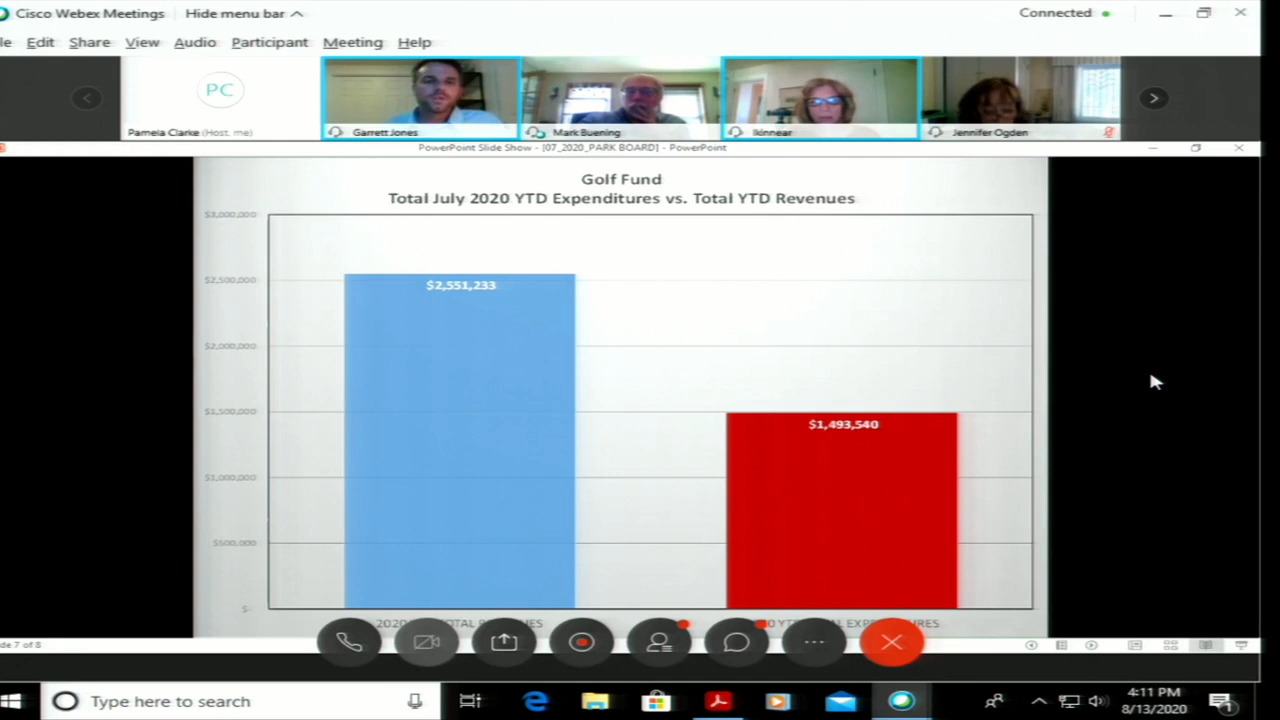 Cisco Webex Meetings Hide menu bar Connected
Edit Share View Audio Participant Meeting Help
PC
Pamela Clarke (Host, me) Garrett Jones Mark Buening lkinnear Jennifer Ogden
PowerPoint Slide Show - [07_2020_PARK BOARD] - PowerPoint
Golf Fund
Total July 2020 YTD Expenditures vs. Total YTD Revenues
$3,000,000
$2,500,000
$2,000,000
$1,500,000
$1,000,000
$500,000
$-
$2,551,233
$1,493,540
7 of 8
Type here to search
4:11 PM
8/13/2020
1